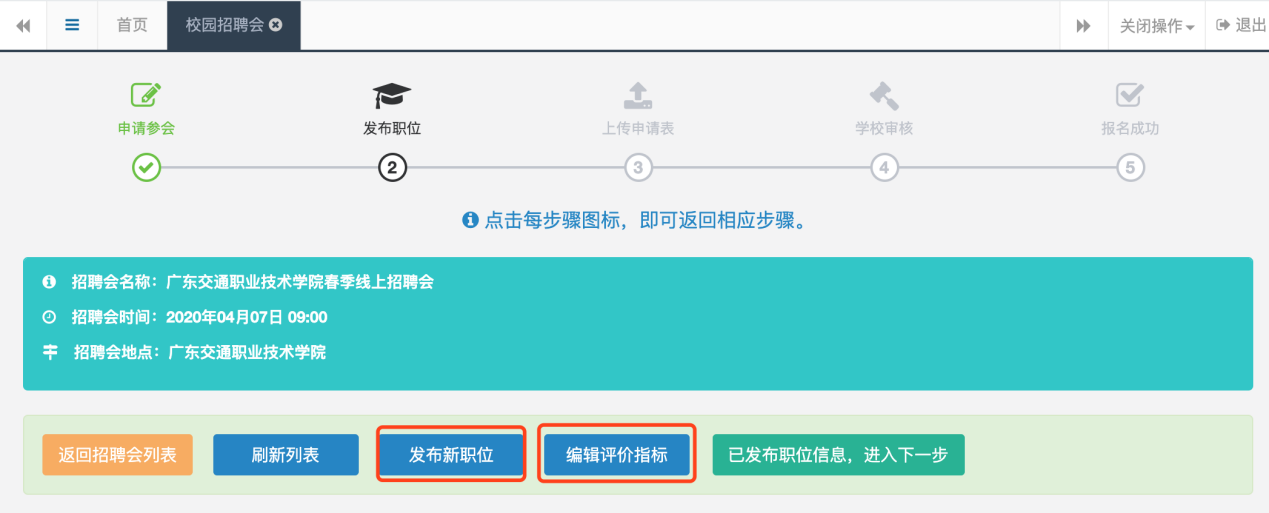 首页
校园招聘会
关闭操作
退出
申请参会
发布职位
上传申请表
学校审核
报名成功
2
3
4
5
点击每步骤图标，即可返回相应步骤。
招聘会名称：广东交通职业技术学院春季线上招聘会
招聘会时间：2020年04月07日 09:00
招聘会地点：广东交通职业技术学院
返回招聘会列表
刷新列表
发布新职位
编辑评价指标
已发布职位信息，进入下一步